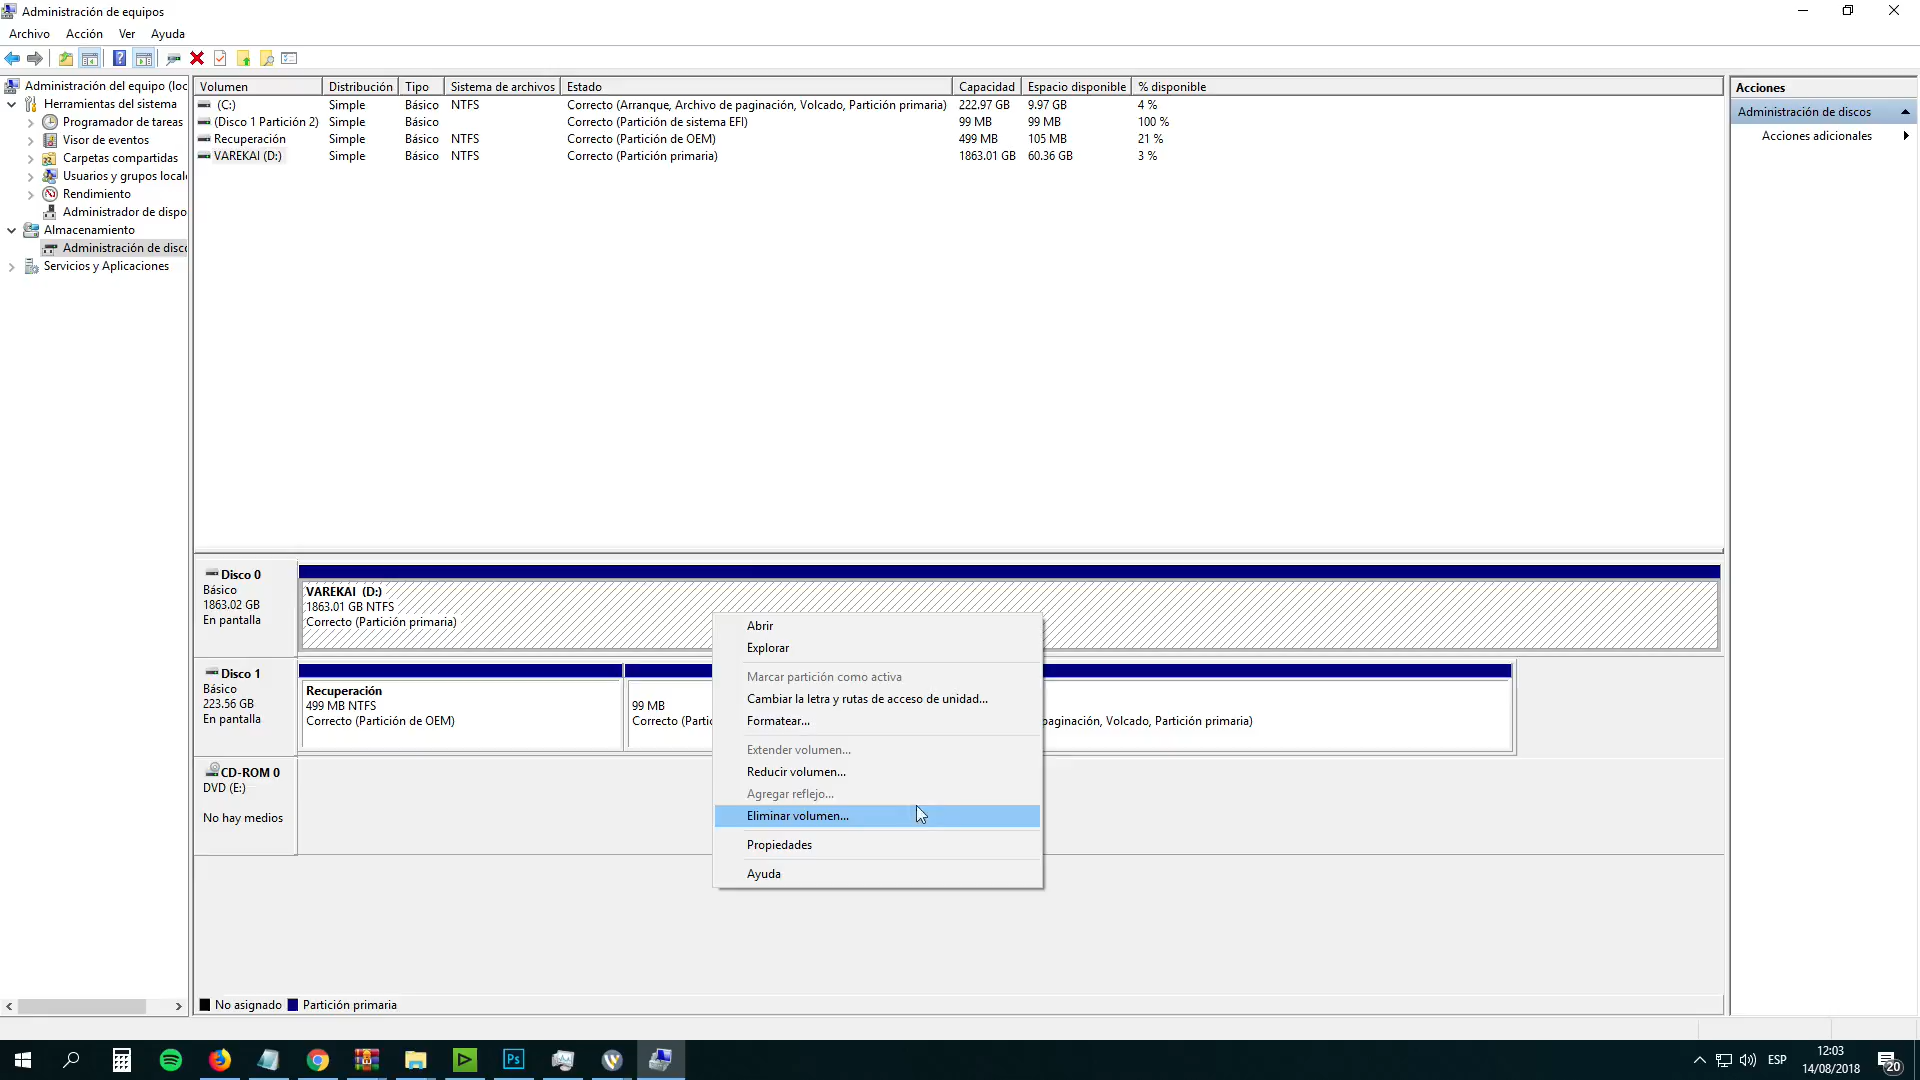 Administración de equipos
Archivo Acción Ver Ayuda
Administración del equipo (loc
Herramientas del sistema
Programador de tareas
Visor de eventos
Carpetas compartidas
Usuarios y grupos local
Rendimiento
Administrador de dispo
Almacenamiento
Administración de disco
Servicios y Aplicaciones
Volumen Distribución Tipo Sistema de archivos Estado Capacidad Espacio disponible % disponible
(C:) Simple Básico NTFS Correcto (Arranque, Archivo de paginación, Volcado, Partición primaria) 222.97 GB 9.97 GB 4 %
(Disco 1 Partición 2) Simple Básico Correcto (Partición de sistema EFI) 99 MB 99 MB 100 %
Recuperación Simple Básico NTFS Correcto (Partición de OEM) 499 MB 105 MB 21 %
VAREKAI (D:) Simple Básico NTFS Correcto (Partición primaria) 1863.01 GB 60.36 GB 3 %
Acciones
Administración de discos
Acciones adicionales
Disco 0
Básico
1863.02 GB
En pantalla
VAREKAI (D:)
1863.01 GB NTFS
Correcto (Partición primaria)
Disco 1
Básico
223.56 GB
En pantalla
Recuperación
499 MB NTFS
Correcto (Partición de OEM)
99 MB
Correcto (Partic
paginación, Volcado, Partición primaria)
CD-ROM 0
DVD (E:)
No hay medios
Abrir
Explorar
Marcar partición como activa
Cambiar la letra y rutas de acceso de unidad...
Formatear...
Extender volumen...
Reducir volumen...
Agregar reflejo...
Eliminar volumen...
Propiedades
Ayuda
No asignado Partición primaria
Ps
ESP
12:03
14/08/2018
20